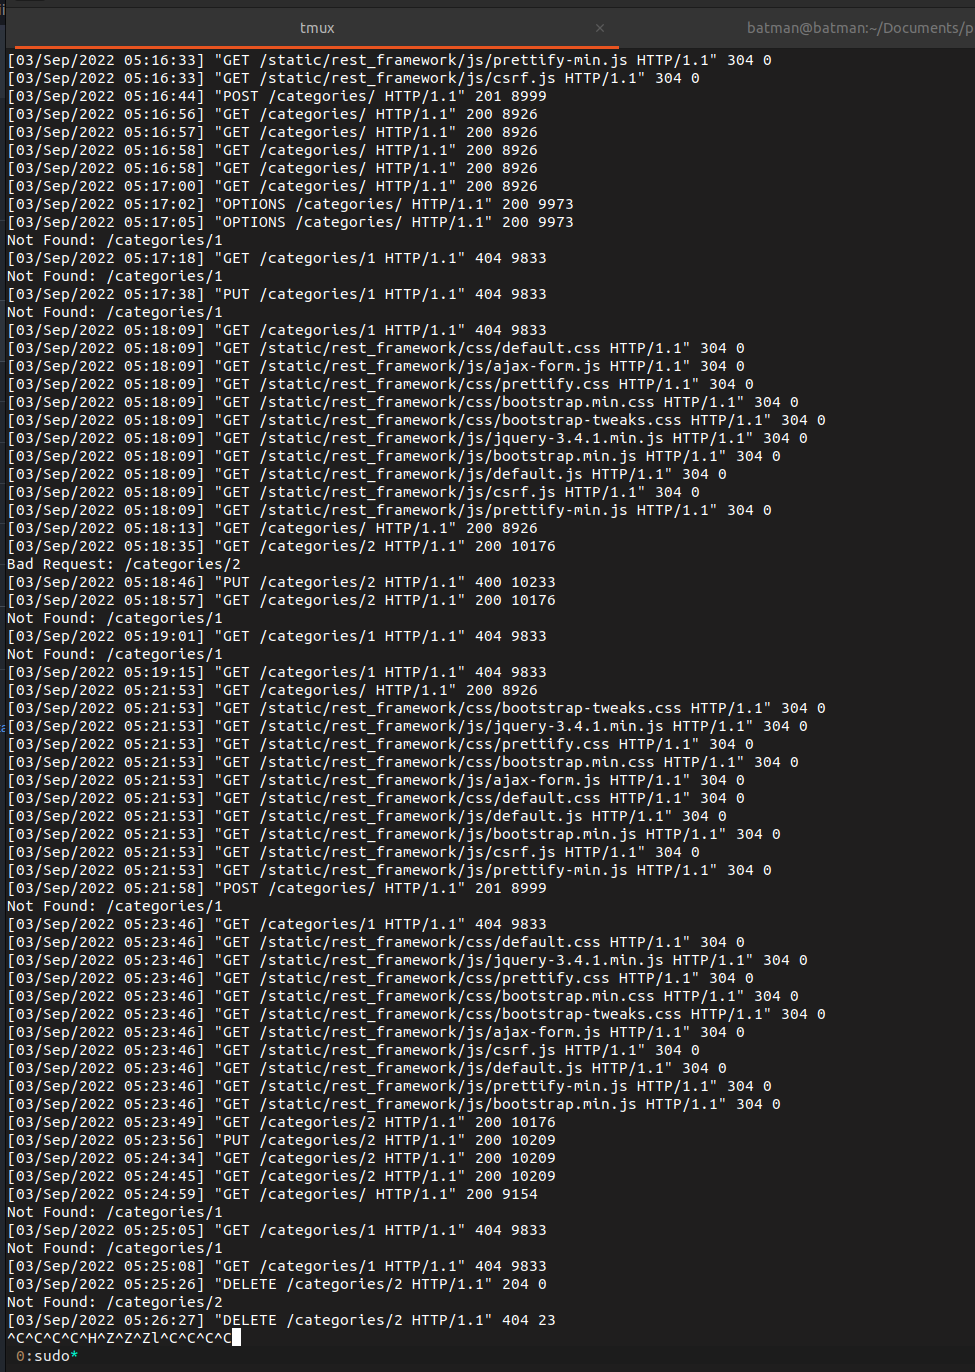 tmux × batman@batman:~/Documents/p
[03/Sep/2022 05:16:33] "GET /static/rest_framework/js/prettify-min.js HTTP/1.1" 304 0
[03/Sep/2022 05:16:33] "GET /static/rest_framework/js/csrf.js HTTP/1.1" 304 0
[03/Sep/2022 05:16:44] "POST /categories/ HTTP/1.1" 201 8999
[03/Sep/2022 05:16:56] "GET /categories/ HTTP/1.1" 200 8926
[03/Sep/2022 05:16:57] "GET /categories/ HTTP/1.1" 200 8926
[03/Sep/2022 05:16:58] "GET /categories/ HTTP/1.1" 200 8926
[03/Sep/2022 05:16:58] "GET /categories/ HTTP/1.1" 200 8926
[03/Sep/2022 05:17:00] "GET /categories/ HTTP/1.1" 200 8926
[03/Sep/2022 05:17:02] "OPTIONS /categories/ HTTP/1.1" 200 9973
[03/Sep/2022 05:17:05] "OPTIONS /categories/ HTTP/1.1" 200 9973
Not Found: /categories/1
[03/Sep/2022 05:17:18] "GET /categories/1 HTTP/1.1" 404 9833
Not Found: /categories/1
[03/Sep/2022 05:17:38] "PUT /categories/1 HTTP/1.1" 404 9833
Not Found: /categories/1
[03/Sep/2022 05:18:09] "GET /categories/1 HTTP/1.1" 404 9833
[03/Sep/2022 05:18:09] "GET /static/rest_framework/css/default.css HTTP/1.1" 304 0
[03/Sep/2022 05:18:09] "GET /static/rest_framework/js/ajax-form.js HTTP/1.1" 304 0
[03/Sep/2022 05:18:09] "GET /static/rest_framework/css/prettify.css HTTP/1.1" 304 0
[03/Sep/2022 05:18:09] "GET /static/rest_framework/css/bootstrap.min.css HTTP/1.1" 304 0
[03/Sep/2022 05:18:09] "GET /static/rest_framework/css/bootstrap-tweaks.css HTTP/1.1" 304 0
[03/Sep/2022 05:18:09] "GET /static/rest_framework/js/jquery-3.4.1.min.js HTTP/1.1" 304 0
[03/Sep/2022 05:18:09] "GET /static/rest_framework/js/bootstrap.min.js HTTP/1.1" 304 0
[03/Sep/2022 05:18:09] "GET /static/rest_framework/js/default.js HTTP/1.1" 304 0
[03/Sep/2022 05:18:09] "GET /static/rest_framework/js/csrf.js HTTP/1.1" 304 0
[03/Sep/2022 05:18:09] "GET /static/rest_framework/js/prettify-min.js HTTP/1.1" 304 0
[03/Sep/2022 05:18:13] "GET /categories/ HTTP/1.1" 200 8926
[03/Sep/2022 05:18:35] "GET /categories/2 HTTP/1.1" 200 10176
Bad Request: /categories/2
[03/Sep/2022 05:18:46] "PUT /categories/2 HTTP/1.1" 400 10233
[03/Sep/2022 05:18:57] "GET /categories/2 HTTP/1.1" 200 10176
Not Found: /categories/1
[03/Sep/2022 05:19:01] "GET /categories/1 HTTP/1.1" 404 9833
Not Found: /categories/1
[03/Sep/2022 05:19:15] "GET /categories/1 HTTP/1.1" 404 9833
[03/Sep/2022 05:21:53] "GET /categories/ HTTP/1.1" 200 8926
[03/Sep/2022 05:21:53] "GET /static/rest_framework/css/bootstrap-tweaks.css HTTP/1.1" 304 0
[03/Sep/2022 05:21:53] "GET /static/rest_framework/js/jquery-3.4.1.min.js HTTP/1.1" 304 0
[03/Sep/2022 05:21:53] "GET /static/rest_framework/css/prettify.css HTTP/1.1" 304 0
[03/Sep/2022 05:21:53] "GET /static/rest_framework/css/bootstrap.min.css HTTP/1.1" 304 0
[03/Sep/2022 05:21:53] "GET /static/rest_framework/js/ajax-form.js HTTP/1.1" 304 0
[03/Sep/2022 05:21:53] "GET /static/rest_framework/css/default.css HTTP/1.1" 304 0
[03/Sep/2022 05:21:53] "GET /static/rest_framework/js/default.js HTTP/1.1" 304 0
[03/Sep/2022 05:21:53] "GET /static/rest_framework/js/bootstrap.min.js HTTP/1.1" 304 0
[03/Sep/2022 05:21:53] "GET /static/rest_framework/js/csrf.js HTTP/1.1" 304 0
[03/Sep/2022 05:21:53] "GET /static/rest_framework/js/prettify-min.js HTTP/1.1" 304 0
[03/Sep/2022 05:21:58] "POST /categories/ HTTP/1.1" 201 8999
Not Found: /categories/1
[03/Sep/2022 05:23:46] "GET /categories/1 HTTP/1.1" 404 9833
[03/Sep/2022 05:23:46] "GET /static/rest_framework/css/default.css HTTP/1.1" 304 0
[03/Sep/2022 05:23:46] "GET /static/rest_framework/js/jquery-3.4.1.min.js HTTP/1.1" 304 0
[03/Sep/2022 05:23:46] "GET /static/rest_framework/css/prettify.css HTTP/1.1" 304 0
[03/Sep/2022 05:23:46] "GET /static/rest_framework/css/bootstrap.min.css HTTP/1.1" 304 0
[03/Sep/2022 05:23:46] "GET /static/rest_framework/css/bootstrap-tweaks.css HTTP/1.1" 304 0
[03/Sep/2022 05:23:46] "GET /static/rest_framework/js/ajax-form.js HTTP/1.1" 304 0
[03/Sep/2022 05:23:46] "GET /static/rest_framework/js/csrf.js HTTP/1.1" 304 0
[03/Sep/2022 05:23:46] "GET /static/rest_framework/js/default.js HTTP/1.1" 304 0
[03/Sep/2022 05:23:46] "GET /static/rest_framework/js/prettify-min.js HTTP/1.1" 304 0
[03/Sep/2022 05:23:46] "GET /static/rest_framework/js/bootstrap.min.js HTTP/1.1" 304 0
[03/Sep/2022 05:23:49] "GET /categories/2 HTTP/1.1" 200 10176
[03/Sep/2022 05:23:56] "PUT /categories/2 HTTP/1.1" 200 10209
[03/Sep/2022 05:24:34] "GET /categories/2 HTTP/1.1" 200 10209
[03/Sep/2022 05:24:45] "GET /categories/2 HTTP/1.1" 200 10209
[03/Sep/2022 05:24:59] "GET /categories/ HTTP/1.1" 200 9154
Not Found: /categories/1
[03/Sep/2022 05:25:05] "GET /categories/1 HTTP/1.1" 404 9833
Not Found: /categories/1
[03/Sep/2022 05:25:08] "GET /categories/1 HTTP/1.1" 404 9833
[03/Sep/2022 05:25:26] "DELETE /categories/2 HTTP/1.1" 204 0
Not Found: /categories/2
[03/Sep/2022 05:26:27] "DELETE /categories/2 HTTP/1.1" 404 23
^C^C^C^C^H^Z^Z^Zl^C^C^C^C
0:sudo*